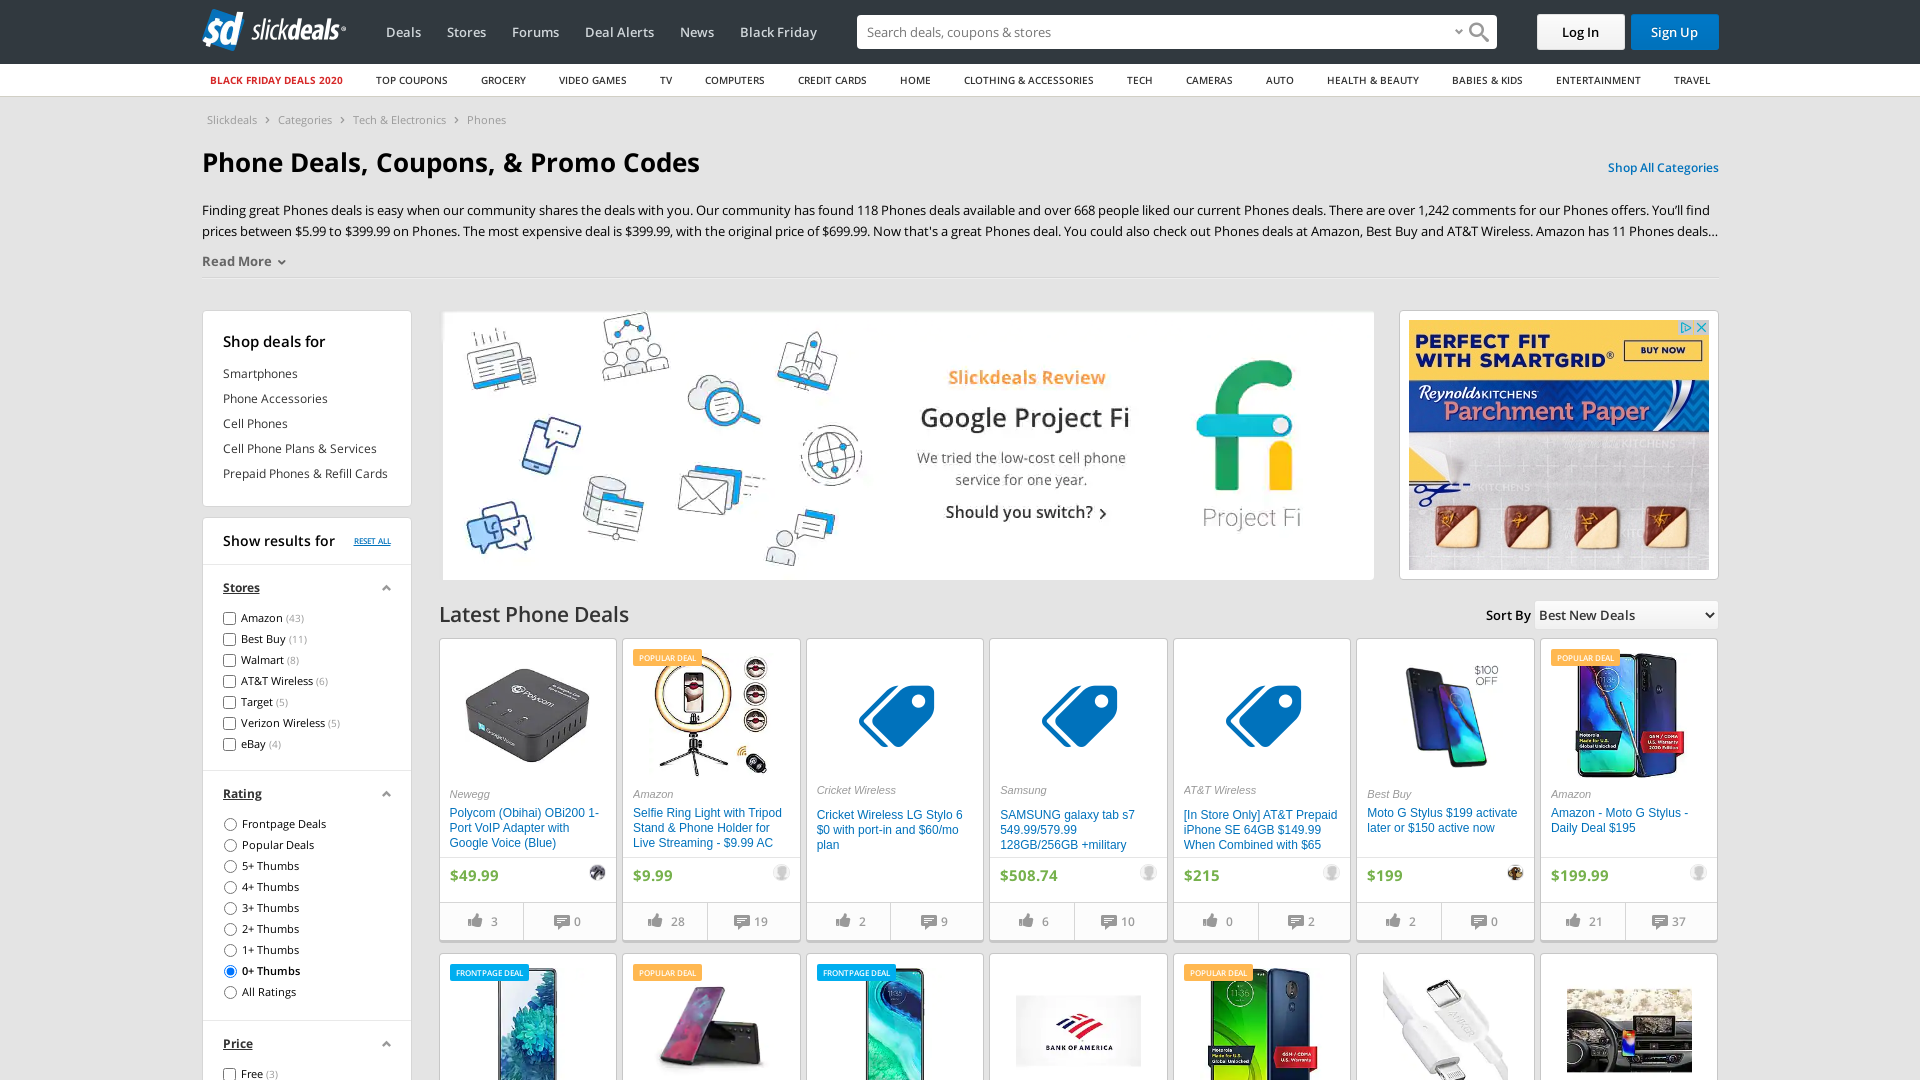 sd slickdeals
Deals Stores Forums Deal Alerts News Black Friday
Search deals, coupons & stores
Log In Sign Up
BLACK FRIDAY DEALS 2020 TOP COUPONS GROCERY VIDEO GAMES TV COMPUTERS CREDIT CARDS HOME CLOTHING & ACCESSORIES TECH CAMERAS AUTO HEALTH & BEAUTY BABIES & KIDS ENTERTAINMENT TRAVEL
Slickdeals > Categories > Tech & Electronics > Phones
Phone Deals, Coupons, & Promo Codes
Shop All Categories
Finding great Phones deals is easy when our community shares the deals with you. Our community has found 118 Phones deals available and over 668 people liked our current Phones deals. There are over 1,242 comments for our Phones offers. You'll find
prices between $5.99 to $399.99 on Phones. The most expensive deal is $399.99, with the original price of $699.99. Now that's a great Phones deal. You could also check out Phones deals at Amazon, Best Buy and AT&T Wireless. Amazon has 11 Phones deals...
Read More
Shop deals for
Smartphones
Phone Accessories
Cell Phones
Cell Phone Plans & Services
Prepaid Phones & Refill Cards
Slickdeals Review
Google Project Fi
We tried the low-cost cell phone
service for one year.
Should you switch? >
Project Fi
PERFECT FIT
WITH SMARTGRID®
BUY NOW
Reynolds KITCHENS
Parchment Paper
Show results for RESET ALL
Stores
Amazon (43)
Best Buy (11)
Walmart (8)
AT&T Wireless (6)
Target (5)
Verizon Wireless (5)
eBay (4)
Rating
Frontpage Deals
Popular Deals
5+ Thumbs
4+ Thumbs
3+ Thumbs
2+ Thumbs
1+ Thumbs
0+ Thumbs
All Ratings
Price
Free (3)
Latest Phone Deals
Sort By Best New Deals
Polycom
Newegg
Polycom (Obihai) OBi200 1-
Port VoIP Adapter with
Google Voice (Blue)
$49.99
3 0
POPULAR DEAL
Amazon
Selfie Ring Light with Tripod
Stand & Phone Holder for
Live Streaming - $9.99 AC
$9.99
28 19
Cricket Wireless
Cricket Wireless LG Stylo 6
$0 with port-in and $60/mo
plan
2 9
Samsung
SAMSUNG galaxy tab s7
549.99/579.99
128GB/256GB +military
$508.74
6 10
AT&T Wireless
[In Store Only] AT&T Prepaid
iPhone SE 64GB $149.99
When Combined with $65
$215
0 2
$100
OFF
Best Buy
Moto G Stylus $199 activate
later or $150 active now
$199
2 0
POPULAR DEAL
Amazon
Amazon - Moto G Stylus -
Daily Deal $195
$199.99
21 37
FRONTPAGE DEAL
POPULAR DEAL
FRONTPAGE DEAL
BANK OF AMERICA
POPULAR DEAL